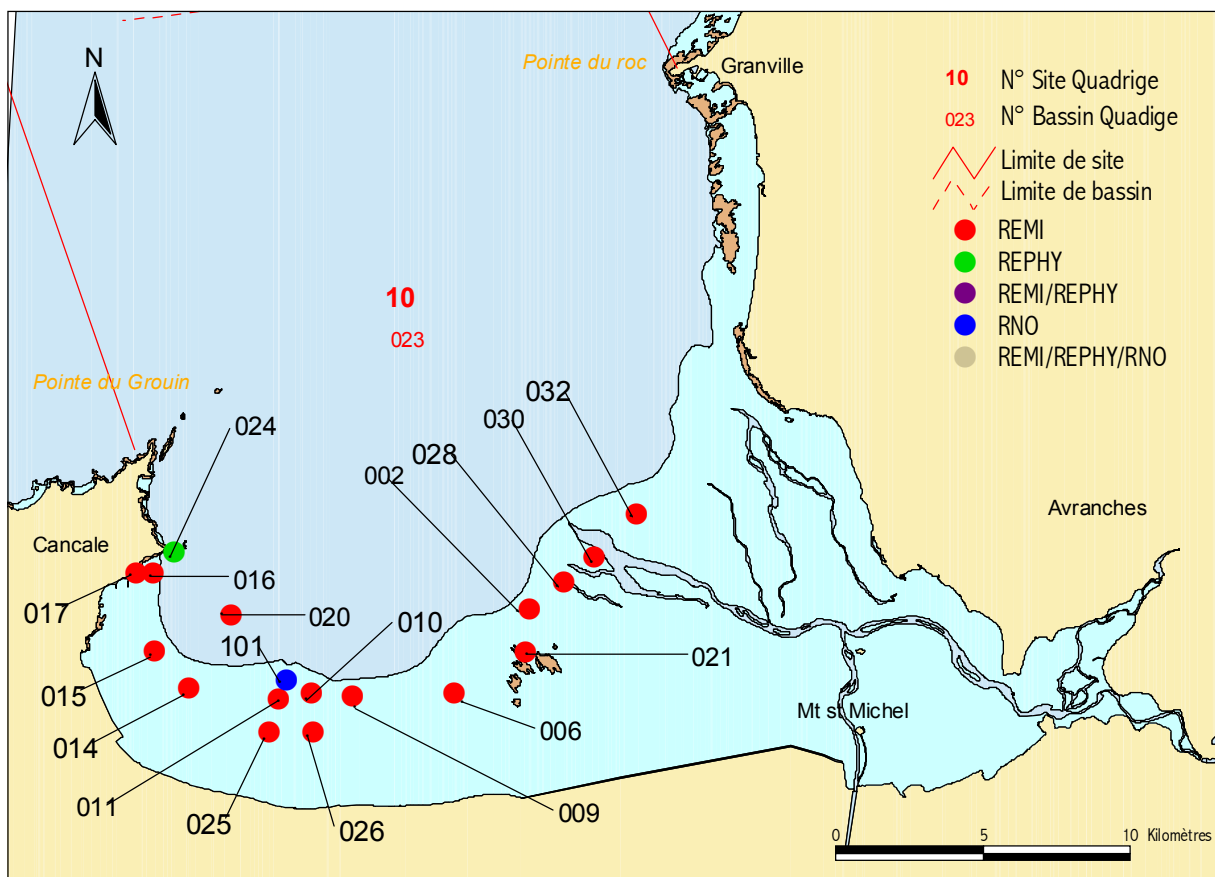 N
Pointe du roc
Granville
10 N° Site Quadrige
023 N° Bassin Quadige
Limite de site
Limite de bassin
REMI
REPHY
REMI/REPHY
RNO
REMI/REPHY/RNO
10
023
Pointe du Grouin
024
032
030
028
002
Avranches
Cancale
016
017
020
010
101
021
015
014
006
Mt st Michel
011
025
026
009
0 5 10 Kilomètres